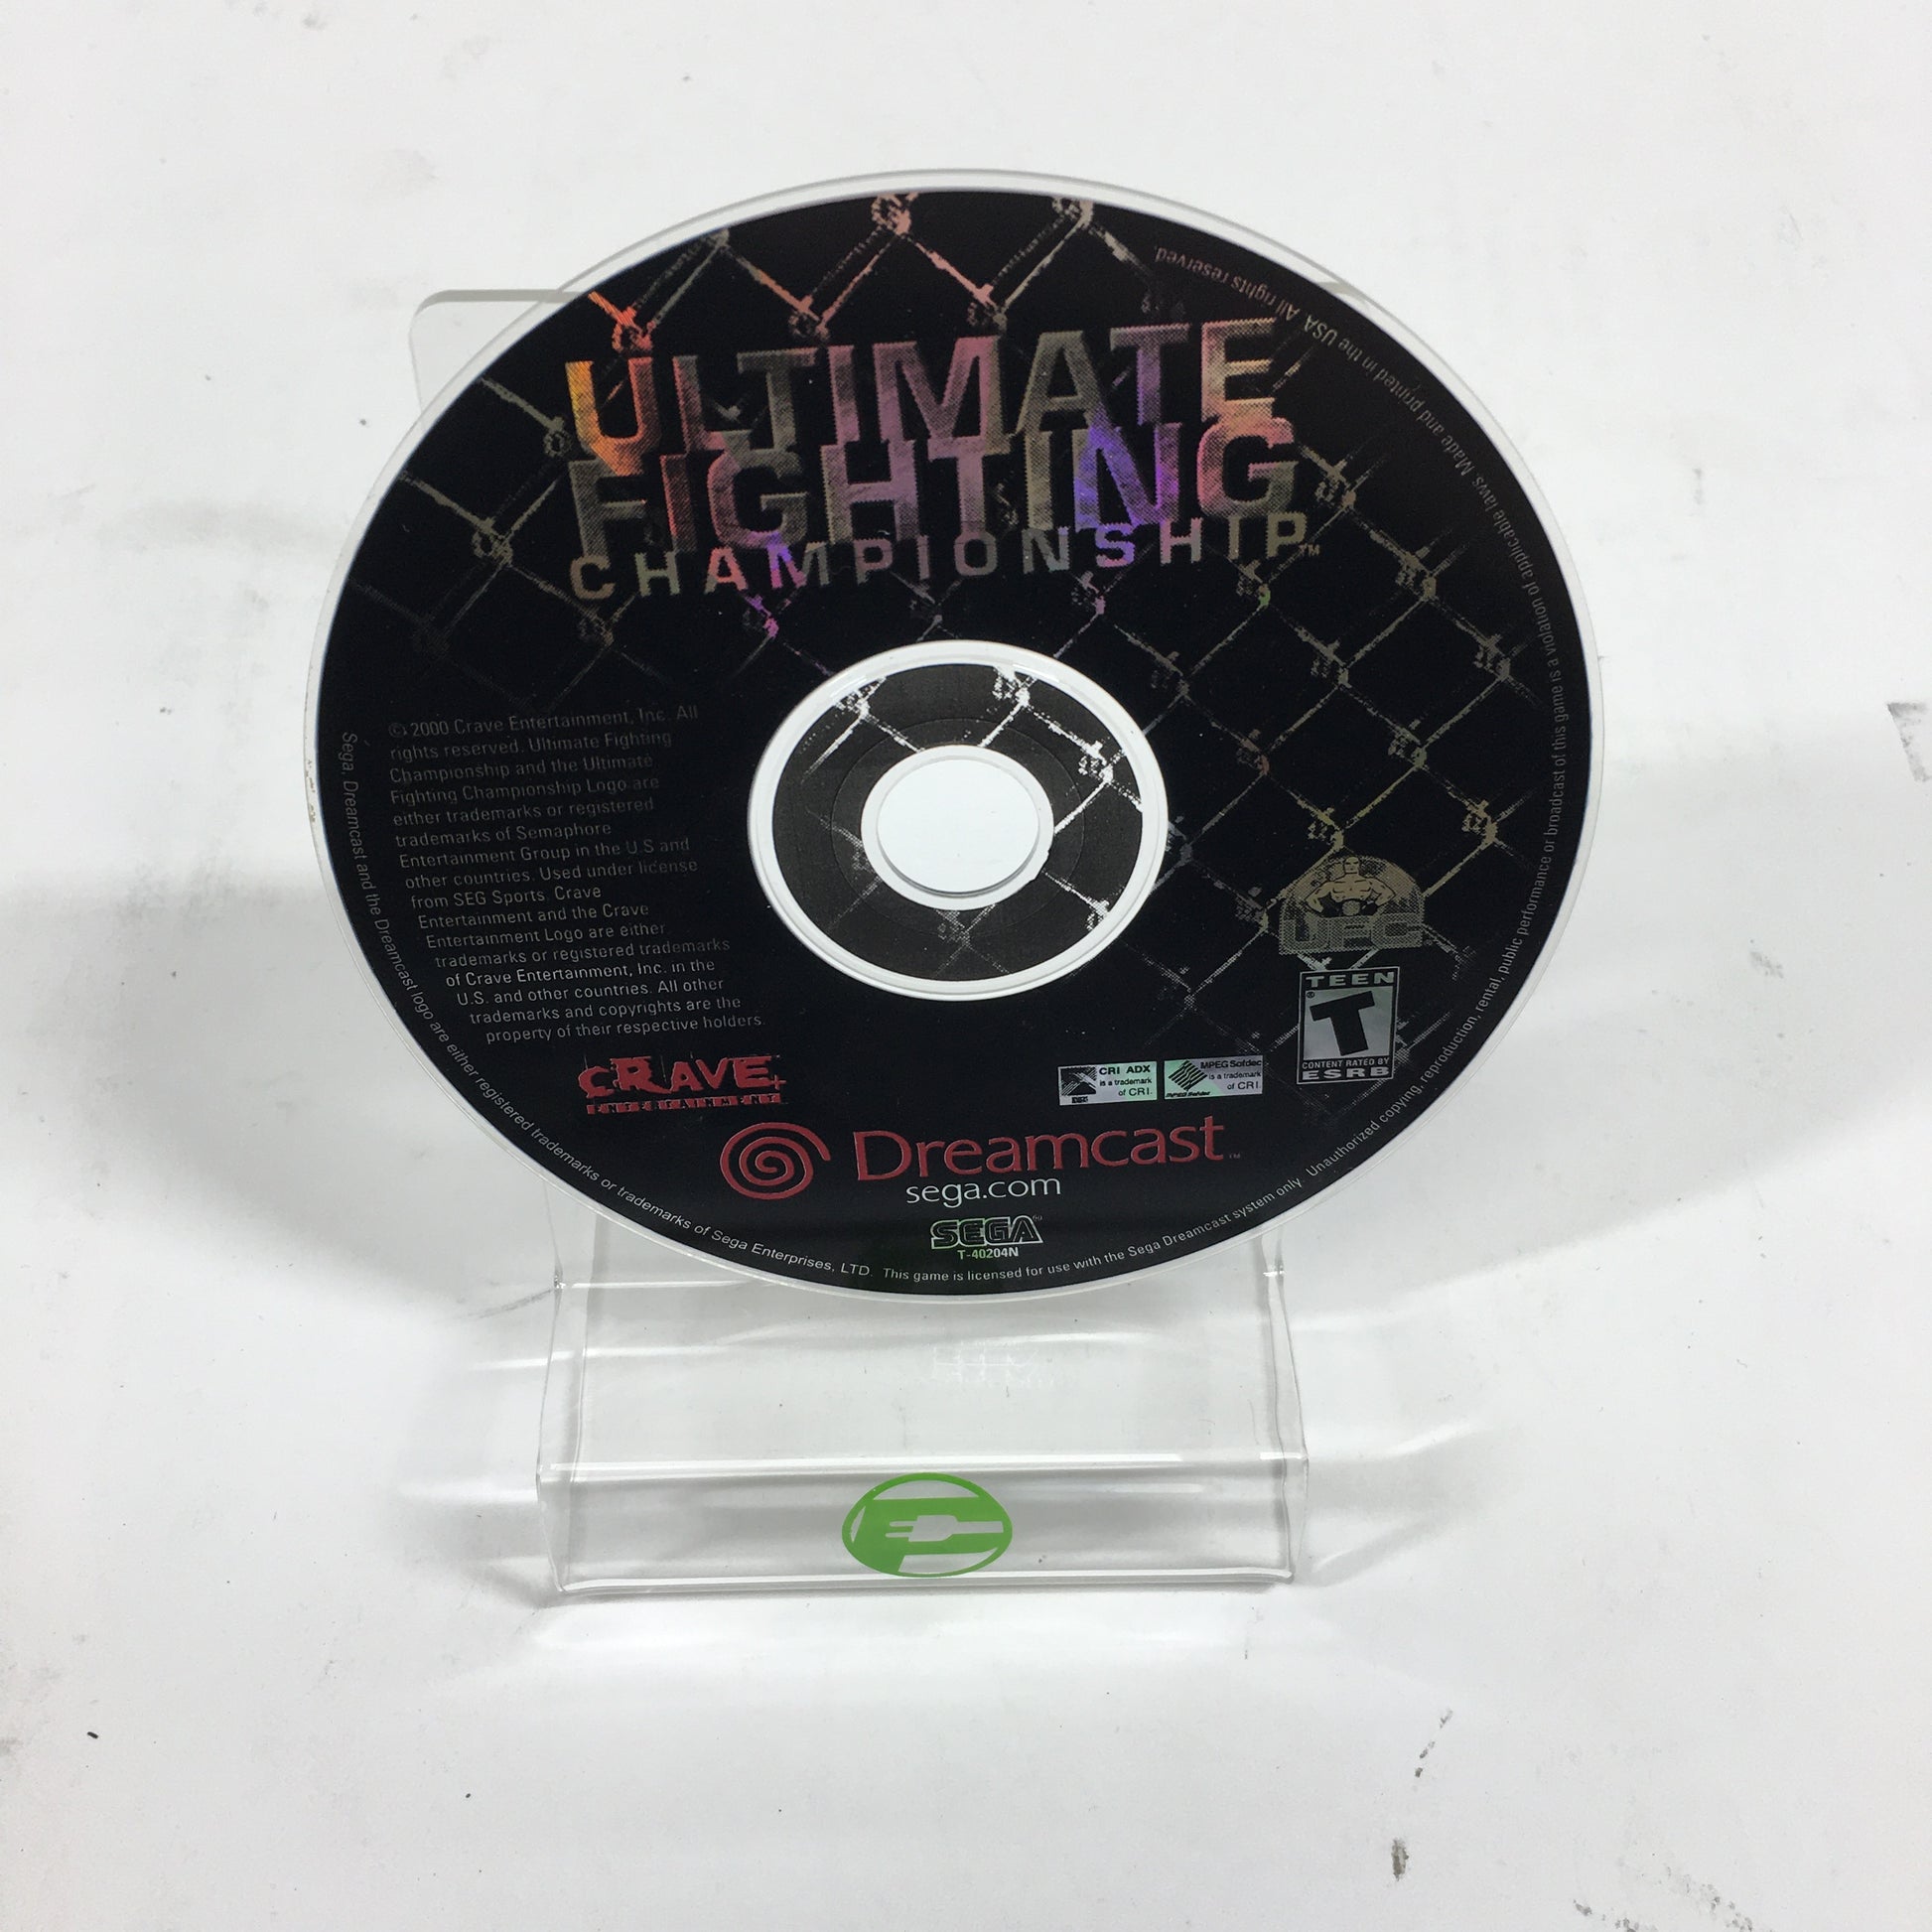 ULTIMATE
FIGHTING
CHAMPIONSHIP™
© 2000 Crave Entertainment, Inc. All
rights reserved. Ultimate Fighting
Championship and the Ultimate
Fighting Championship Logo are
either trademarks or registered
trademarks of Semaphore
Entertainment Group in the U.S and
other countries. Used under license
from SEG Sports. Crave
Entertainment and the Crave
Entertainment Logo are either
trademarks or registered trademarks
of Crave Entertainment, Inc. in the
U.S. and other countries. All other
trademarks and copyrights are the
property of their respective holders.
CRAVE
ENTERTAINMENT
CRI ADX
is a trademark
of CRI.
MPEG Sofdec
is a trademark
of CRI.
UFC
TEEN
T
®
CONTENT RATED BY
ESRB
Dreamcast™
sega.com
SEGA®
T-40204N
Sega, Dreamcast and the Dreamcast logo are either registered trademarks or trademarks of Sega Enterprises, LTD. This game is licensed for use with the Sega Dreamcast system only Unauthorized copying, reproduction, rental, public performance or broadcast of this game is a violation of applicable laws. Made and printed in the USA. All rights reserved.